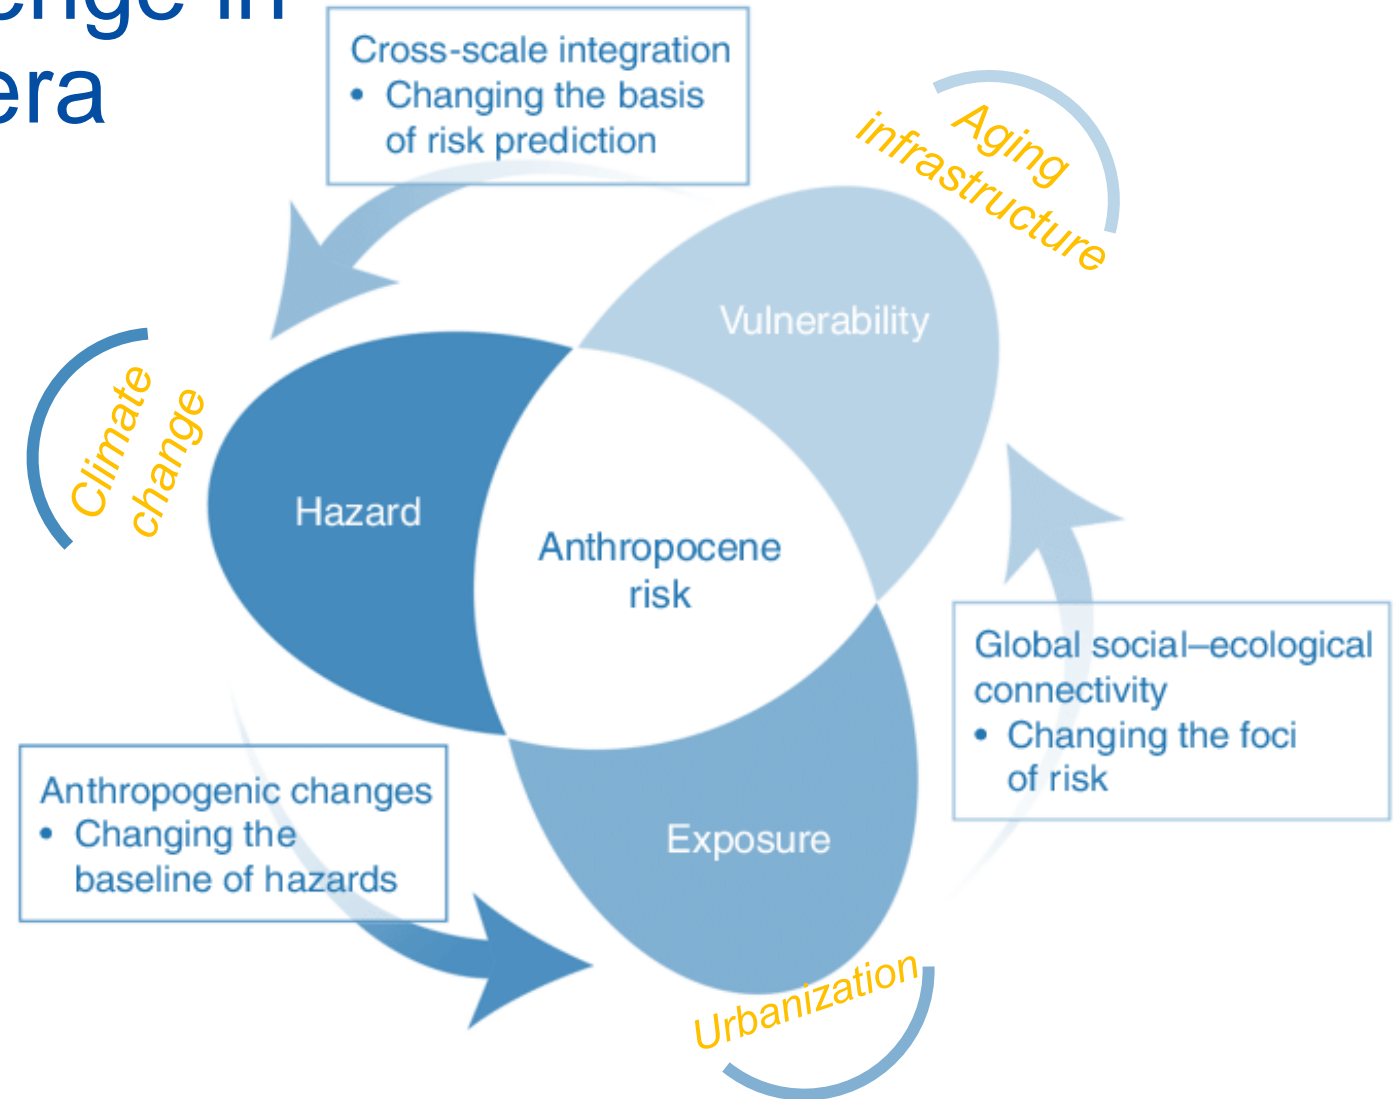 enge in
era
Cross-scale integration
• Changing the basis
of risk prediction
Aging
infrastructure
Vulnerability
Climate
change
Hazard
Anthropocene
risk
Global social–ecological
connectivity
• Changing the foci
of risk
Anthropogenic changes
• Changing the
baseline of hazards
Exposure
Urbanization